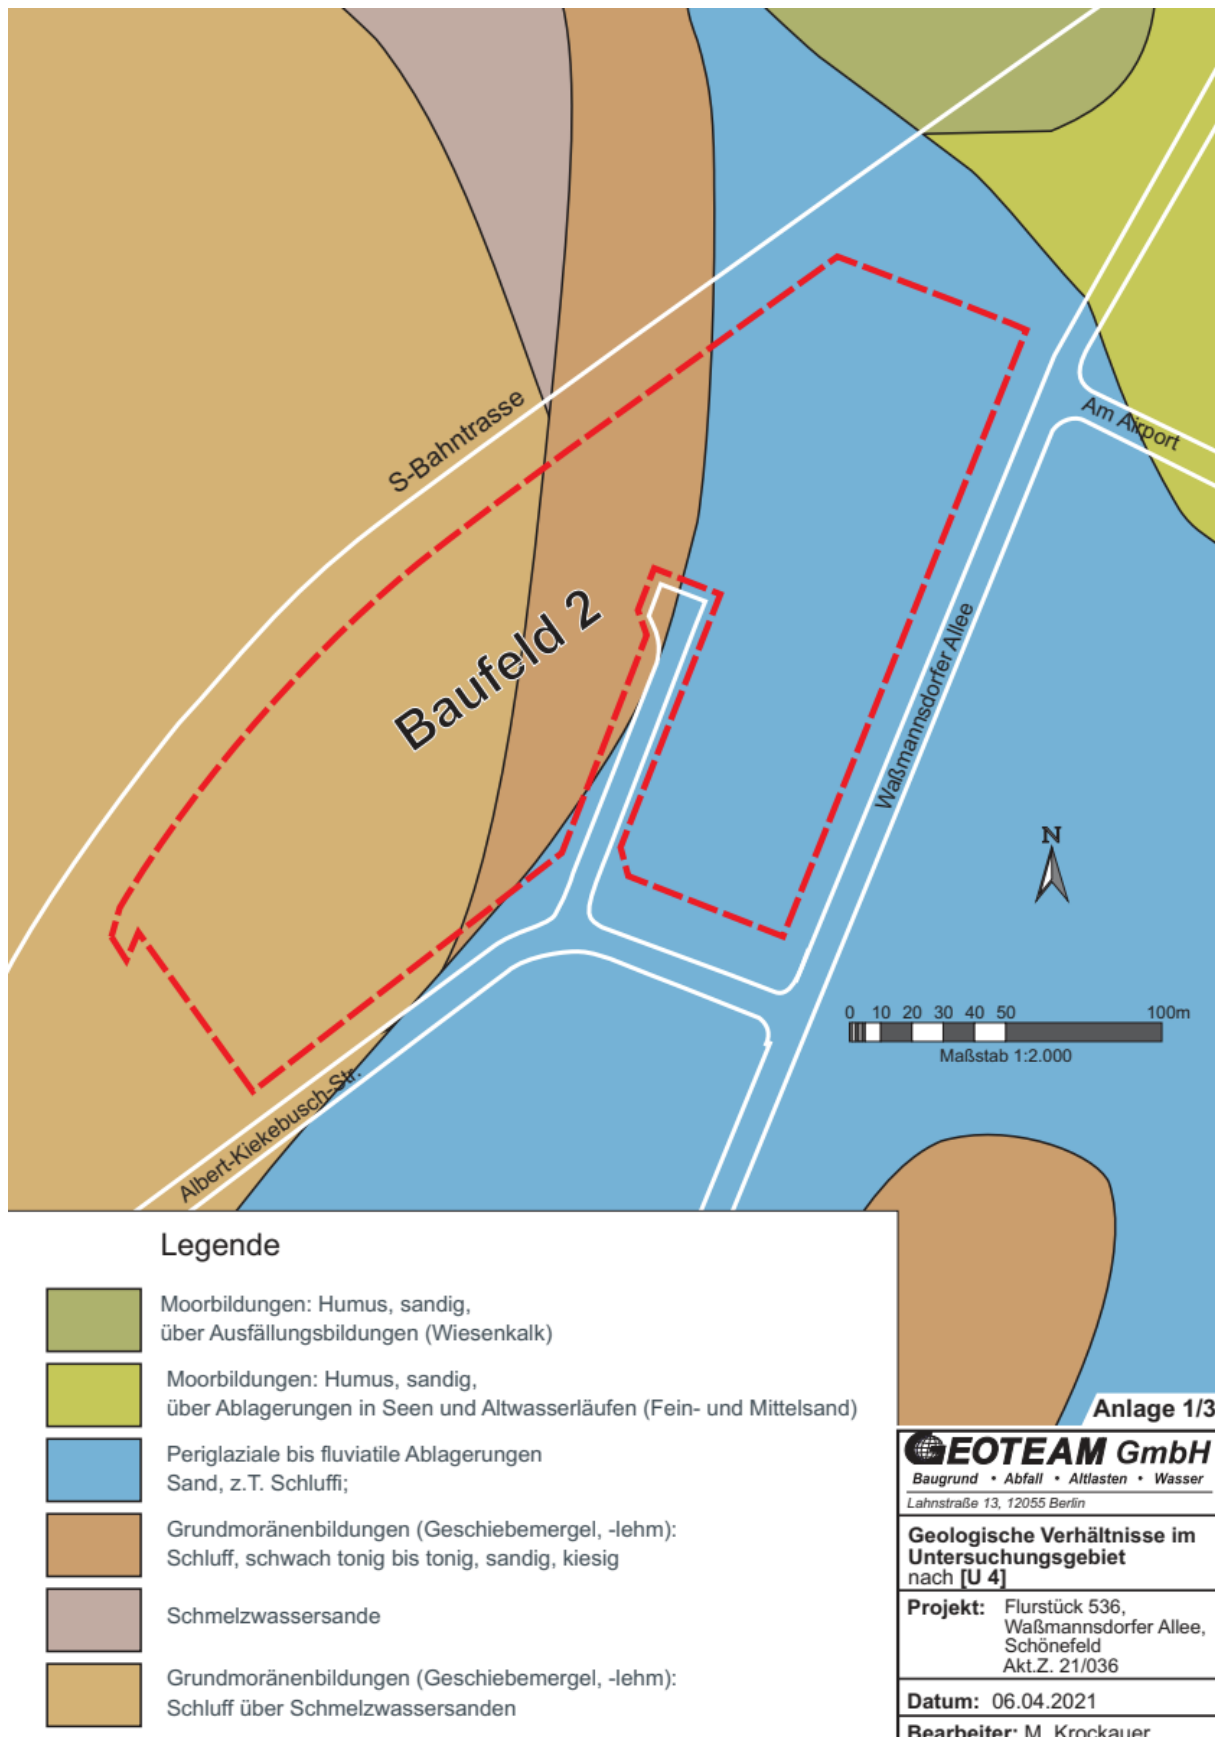 S-Bahntrasse
Am Airport
Baufeld 2
Waßmannsdorfer Allee
N
0 10 20 30 40 50 100m
Maßstab 1:2.000
Albert-Kiekebusch-Str.
Legende
Moorbildungen: Humus, sandig,
über Ausfällungsbildungen (Wiesenkalk)
Moorbildungen: Humus, sandig,
über Ablagerungen in Seen und Altwasserläufen (Fein- und Mittelsand)
Periglaziale bis fluviatile Ablagerungen
Sand, z.T. Schluffi;
Grundmoränenbildungen (Geschiebemergel, -lehm):
Schluff, schwach tonig bis tonig, sandig, kiesig
Schmelzwassersande
Grundmoränenbildungen (Geschiebemergel, -lehm):
Schluff über Schmelzwassersanden
Anlage 1/3
GEOTEAM GmbH
Baugrund • Abfall • Altlasten • Wasser
Lahnstraße 13, 12055 Berlin
Geologische Verhältnisse im
Untersuchungsgebiet
nach [U 4]
Projekt: Flurstück 536,
Waßmannsdorfer Allee,
Schönefeld
Akt.Z. 21/036
Datum: 06.04.2021
Bearbeiter: M. Krockauer